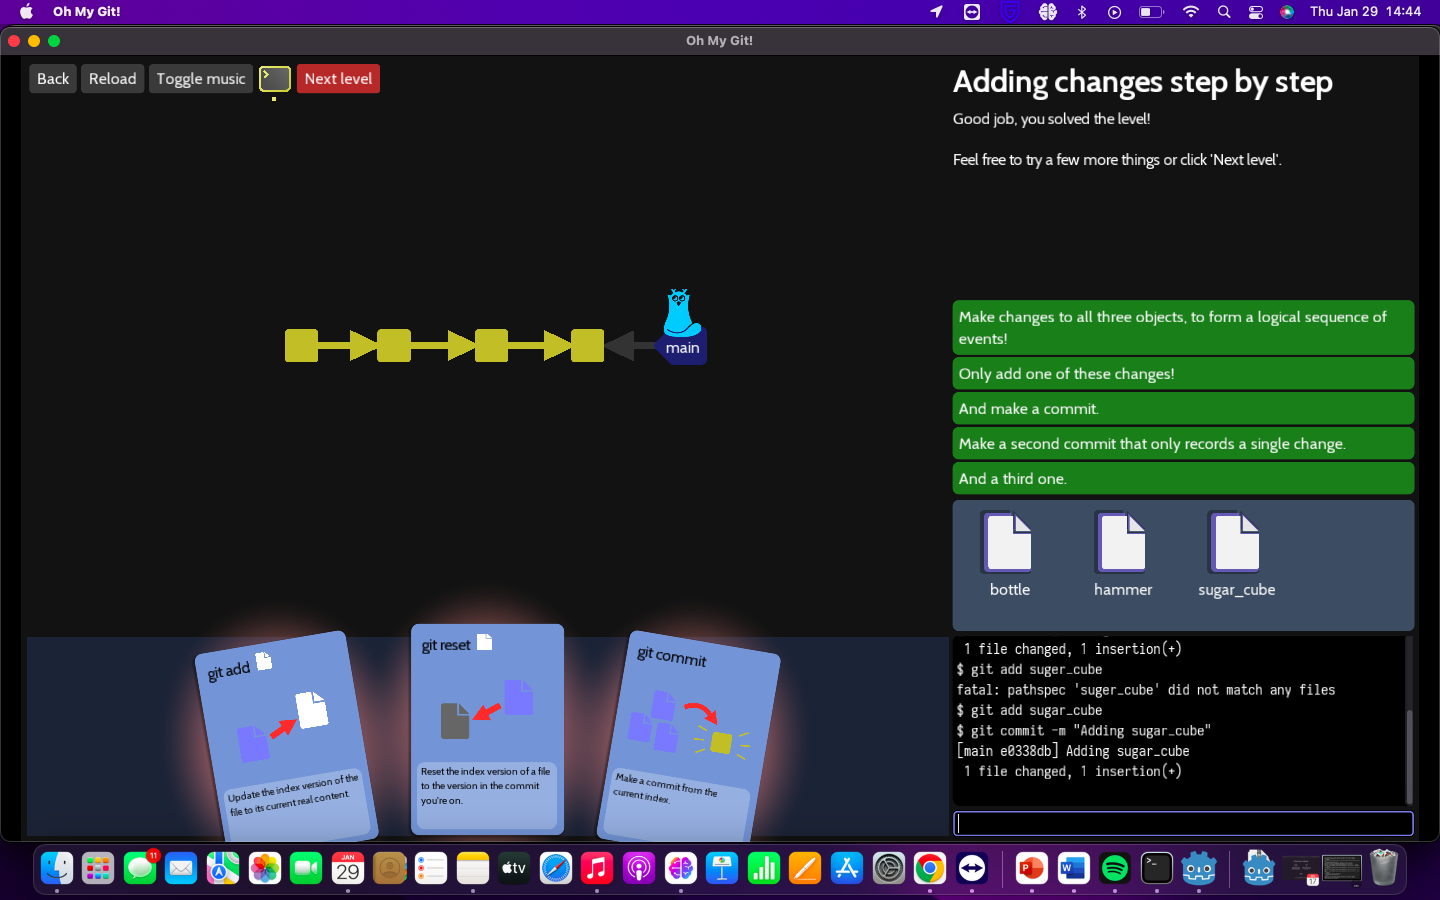 Oh My Git!
Thu Jan 29 14:44
Oh My Git!
Back
Reload
Toggle music
Next level
Adding changes step by step
Good job, you solved the level!
Feel free to try a few more things or click 'Next level'.
main
Make changes to all three objects, to form a logical sequence of
events!
Only add one of these changes!
And make a commit.
Make a second commit that only records a single change.
And a third one.
bottle
hammer
sugar_cube
git add
Update the index version of the
file to its current real content.
git reset
Reset the index version of a file
to the version in the commit
you're on.
git commit
Make a commit from the
current index.
1 file changed, 1 insertion(+)
$ git add suger_cube
fatal: pathspec 'suger_cube' did not match any files
$ git add sugar_cube
$ git commit -m "Adding sugar_cube"
[main e0338db] Adding sugar_cube
1 file changed, 1 insertion(+)
11
JAN
29
tv
17